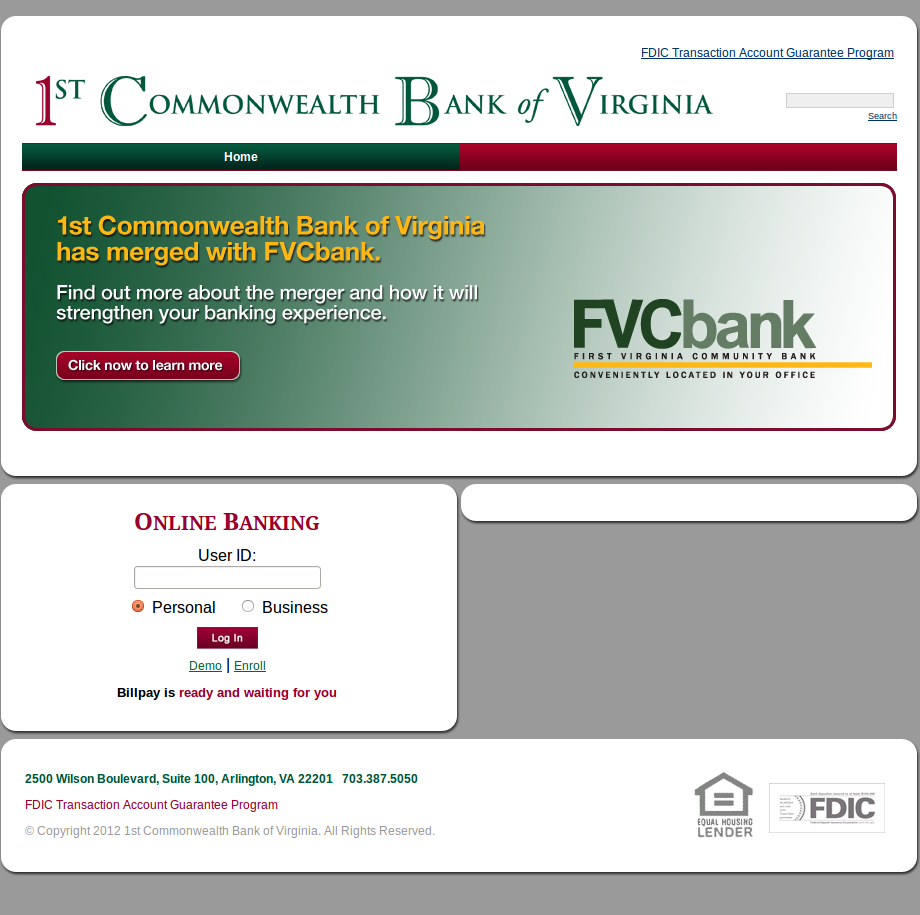 FDIC Transaction Account Guarantee Program
1ST COMMONWEALTH BANK of VIRGINIA
Search
Home
1st Commonwealth Bank of Virginia
has merged with FVCbank.
Find out more about the merger and how it will
strengthen your banking experience.
Click now to learn more
FVCbank
FIRST VIRGINIA COMMUNITY BANK
CONVENIENTLY LOCATED IN YOUR OFFICE
ONLINE BANKING
User ID:
Personal Business
Log In
Demo | Enroll
Billpay is ready and waiting for you
2500 Wilson Boulevard, Suite 100, Arlington, VA 22201 703.387.5050
FDIC Transaction Account Guarantee Program
© Copyright 2012 1st Commonwealth Bank of Virginia. All Rights Reserved.
EQUAL HOUSING
LENDER
FDIC